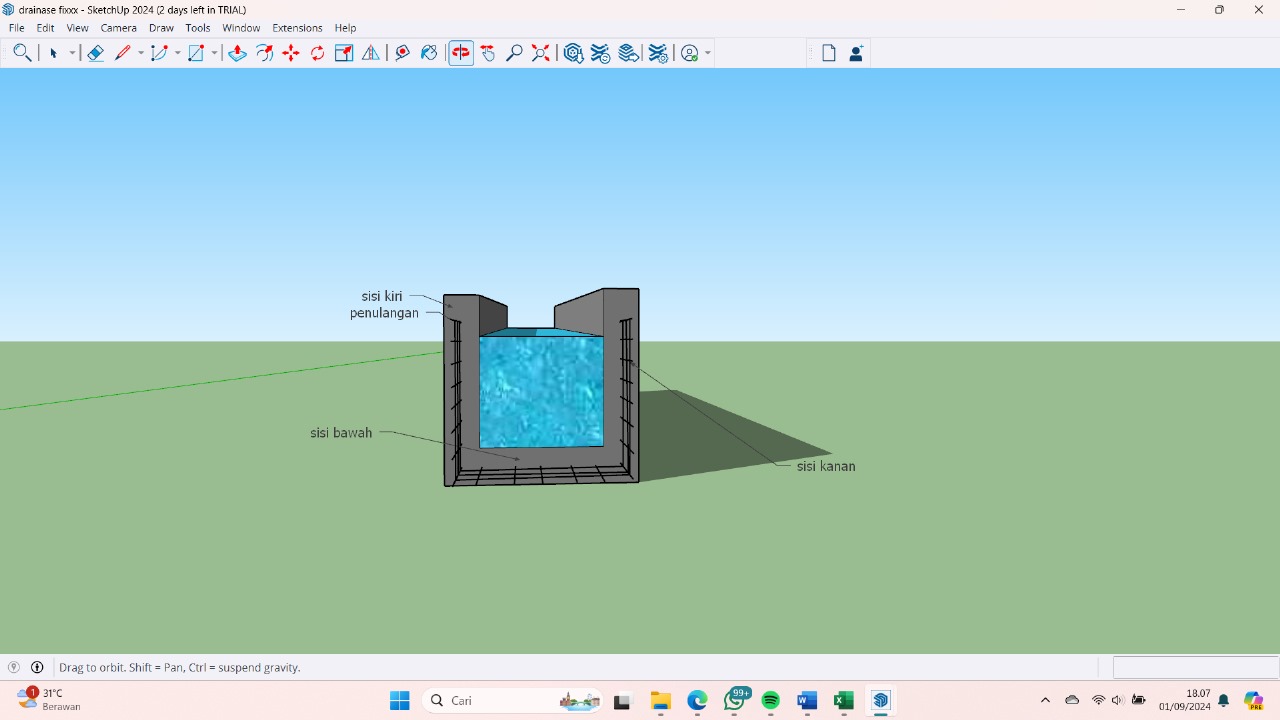 drainase fixxx - SketchUp 2024 (2 days left in TRIAL)
File Edit View Camera Draw Tools Window Extensions Help
sisi kiri
penulangan
sisi bawah
sisi kanan
Drag to orbit. Shift = Pan, Ctrl = suspend gravity.
1
31°C
Berawan
Cari
99+
18.07
01/09/2024
PRE